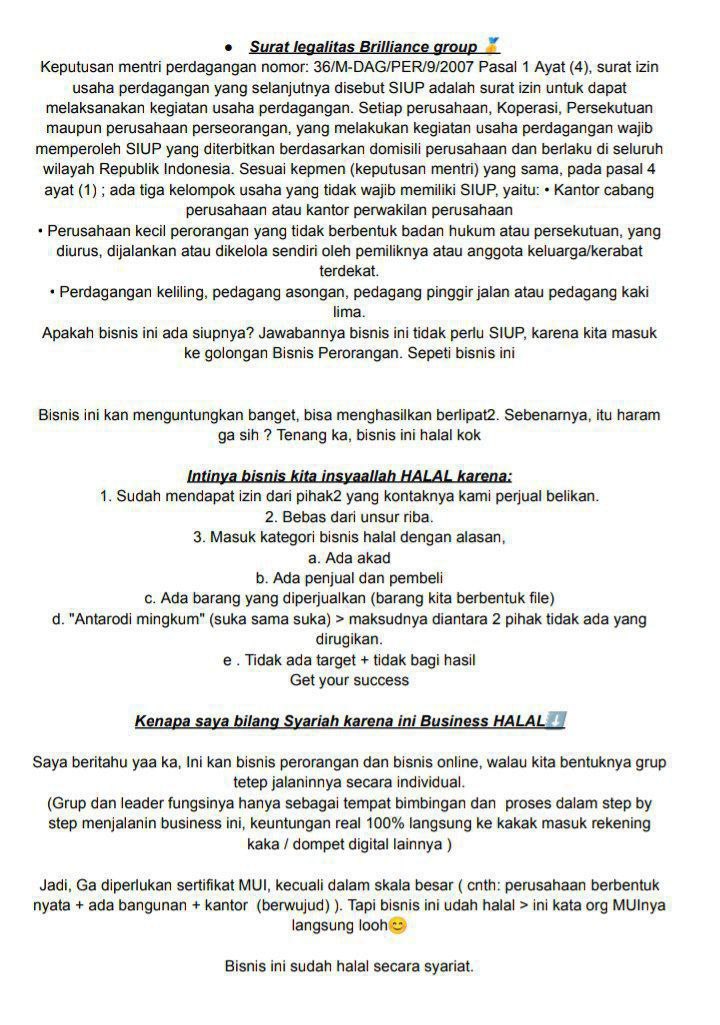 ● Surat legalitas Brilliance group 🥇
Keputusan mentri perdagangan nomor: 36/M-DAG/PER/9/2007 Pasal 1 Ayat (4), surat izin
usaha perdagangan yang selanjutnya disebut SIUP adalah surat izin untuk dapat
melaksanakan kegiatan usaha perdagangan. Setiap perusahaan, Koperasi, Persekutuan
maupun perusahaan perseorangan, yang melakukan kegiatan usaha perdagangan wajib
memperoleh SIUP yang diterbitkan berdasarkan domisili perusahaan dan berlaku di seluruh
wilayah Republik Indonesia. Sesuai kepmen (keputusan mentri) yang sama, pada pasal 4
ayat (1) ; ada tiga kelompok usaha yang tidak wajib memiliki SIUP, yaitu: • Kantor cabang
perusahaan atau kantor perwakilan perusahaan
• Perusahaan kecil perorangan yang tidak berbentuk badan hukum atau persekutuan, yang
diurus, dijalankan atau dikelola sendiri oleh pemiliknya atau anggota keluarga/kerabat
terdekat.
• Perdagangan keliling, pedagang asongan, pedagang pinggir jalan atau pedagang kaki
lima.
Apakah bisnis ini ada siupnya? Jawabannya bisnis ini tidak perlu SIUP, karena kita masuk
ke golongan Bisnis Perorangan. Sepeti bisnis ini
Bisnis ini kan menguntungkan banget, bisa menghasilkan berlipat2. Sebenarnya, itu haram
ga sih ? Tenang ka, bisnis ini halal kok
Intinya bisnis kita insyaallah HALAL karena:
1. Sudah mendapat izin dari pihak2 yang kontaknya kami perjual belikan.
2. Bebas dari unsur riba.
3. Masuk kategori bisnis halal dengan alasan,
a. Ada akad
b. Ada penjual dan pembeli
c. Ada barang yang diperjualkan (barang kita berbentuk file)
d. "Antarodi mingkum" (suka sama suka) > maksudnya diantara 2 pihak tidak ada yang
dirugikan.
e . Tidak ada target + tidak bagi hasil
Get your success
Kenapa saya bilang Syariah karena ini Business HALAL⬇️
Saya beritahu yaa ka, Ini kan bisnis perorangan dan bisnis online, walau kita bentuknya grup
tetep jalaninnya secara individual.
(Grup dan leader fungsinya hanya sebagai tempat bimbingan dan proses dalam step by
step menjalanin business ini, keuntungan real 100% langsung ke kakak masuk rekening
kaka / dompet digital lainnya )
Jadi, Ga diperlukan sertifikat MUI, kecuali dalam skala besar ( cnth: perusahaan berbentuk
nyata + ada bangunan + kantor (berwujud) ). Tapi bisnis ini udah halal > ini kata org MUInya
langsung looh😊
Bisnis ini sudah halal secara syariat.